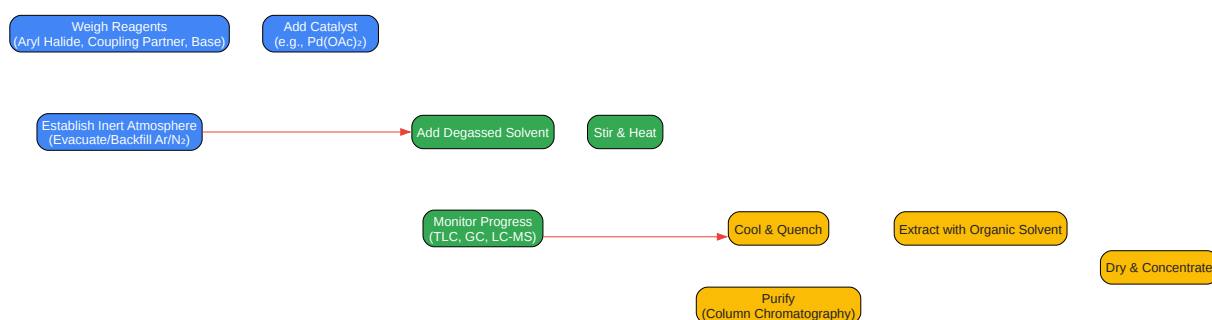 Weigh Reagents
(Aryl Halide, Coupling Partner, Base)
Add Catalyst
(e.g., Pd(OAc)₂)
Establish Inert Atmosphere
(Evacuate/Backfill Ar/N₂)
Add Degassed Solvent
Stir & Heat
Monitor Progress
(TLC, GC, LC-MS)
Cool & Quench
Extract with Organic Solvent
Dry & Concentrate
Purify
(Column Chromatography)